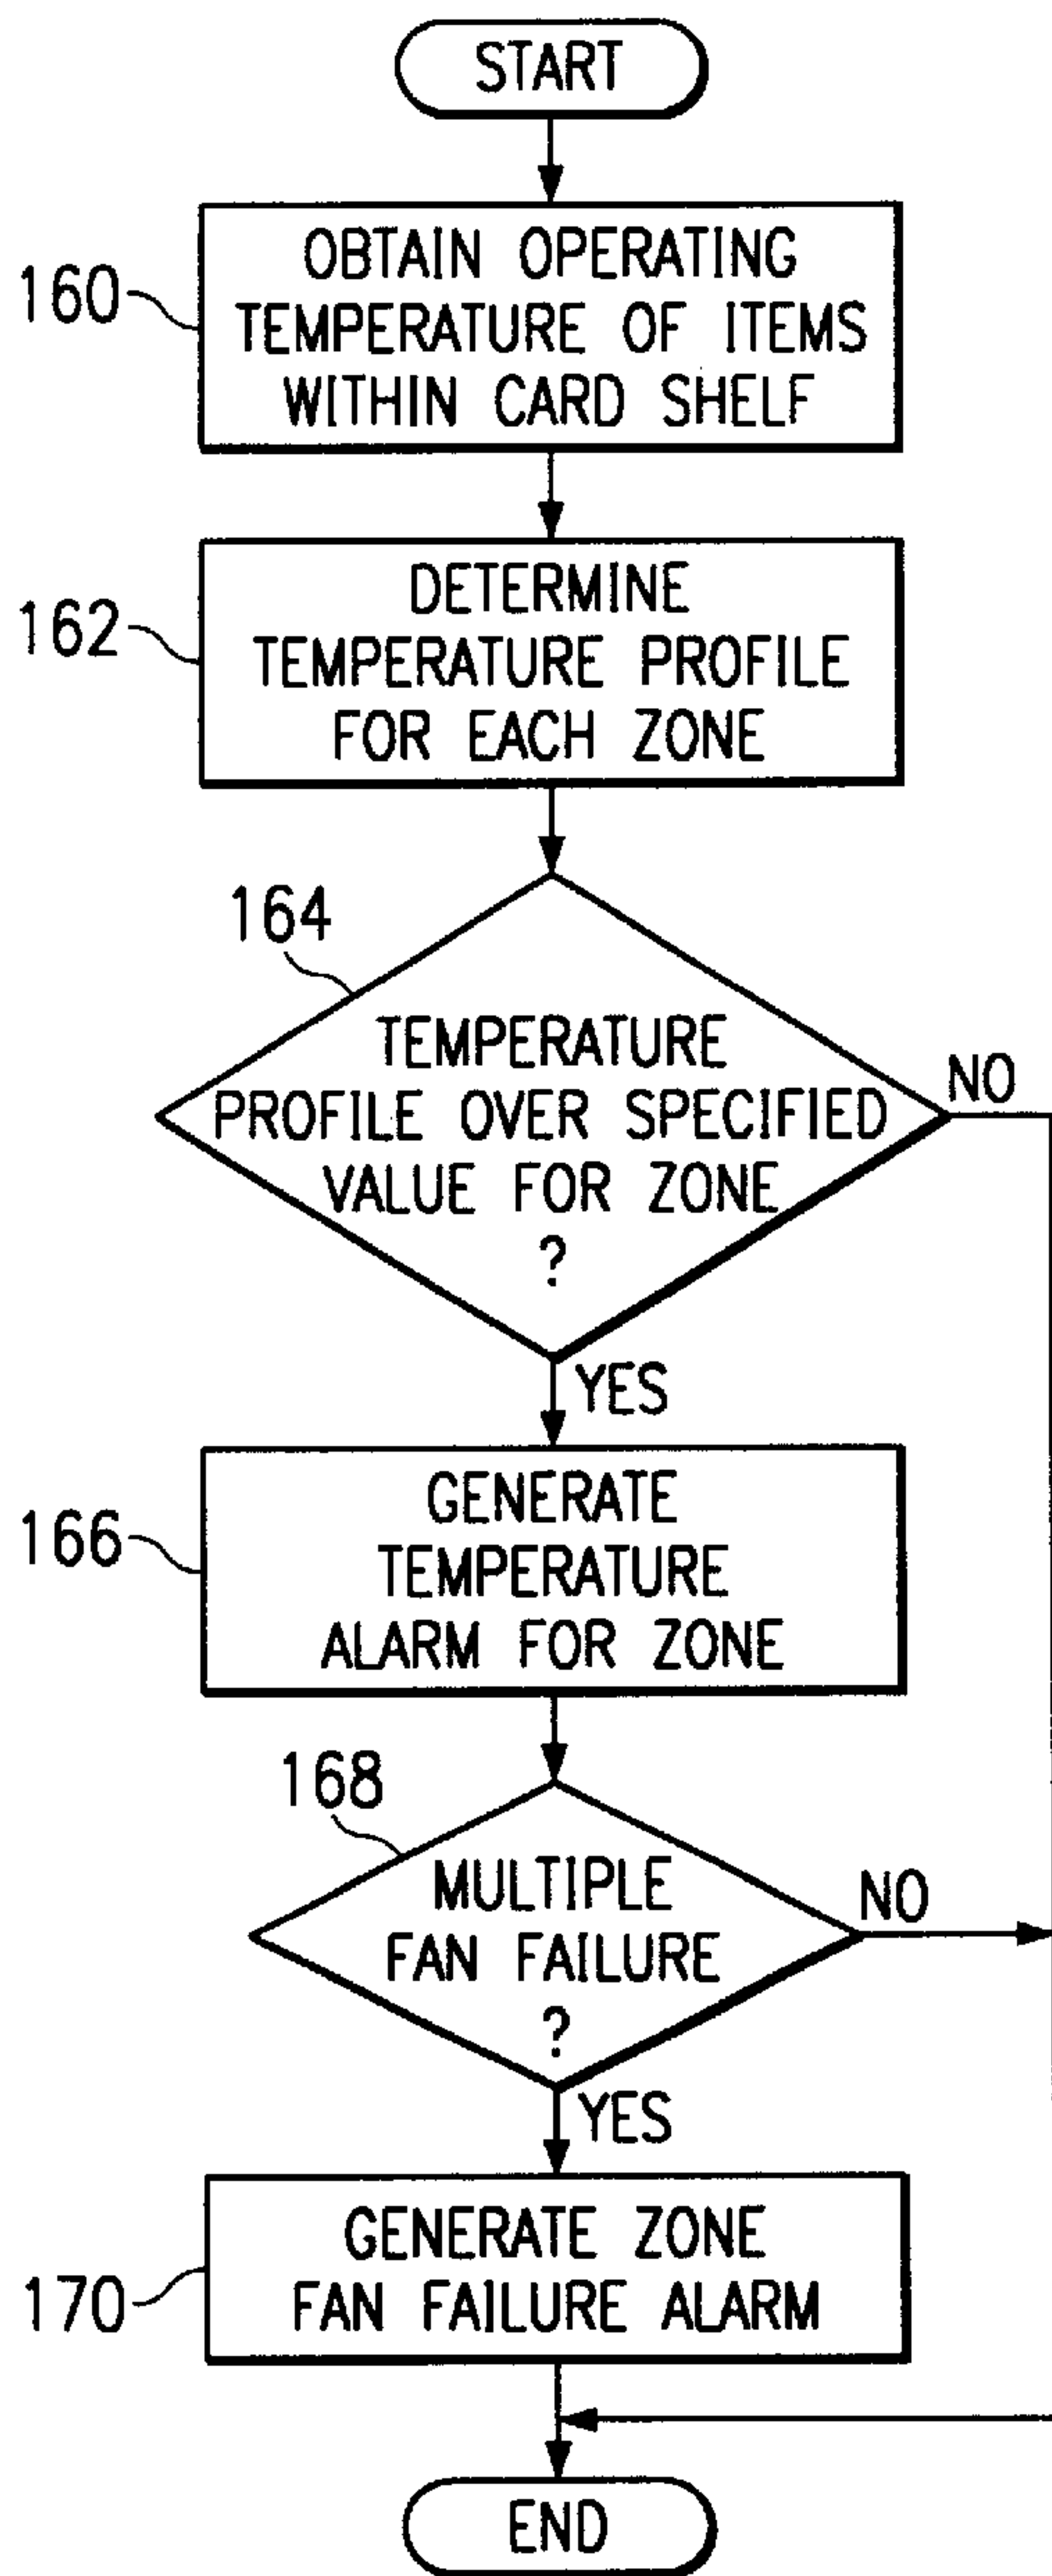 START
160
OBTAIN OPERATING
TEMPERATURE OF ITEMS
WITHIN CARD SHELF
162
DETERMINE
TEMPERATURE PROFILE
FOR EACH ZONE
164
TEMPERATURE
PROFILE OVER SPECIFIED
VALUE FOR ZONE
?
NO
YES
166
GENERATE
TEMPERATURE
ALARM FOR ZONE
168
MULTIPLE
FAN FAILURE
?
NO
YES
170
GENERATE ZONE
FAN FAILURE ALARM
END